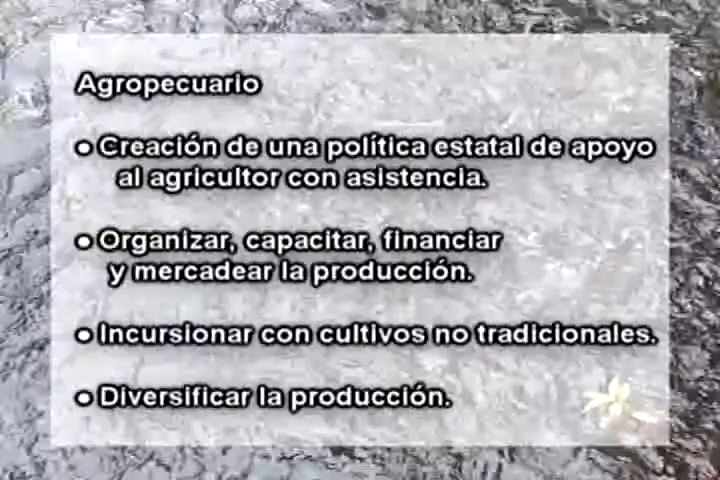 Agropecuario
• Creación de una política estatal de apoyo
al agricultor con asistencia.
• Organizar, capacitar, financiar
y mercadear la producción.
• Incursionar con cultivos no tradicionales.
• Diversificar la producción.